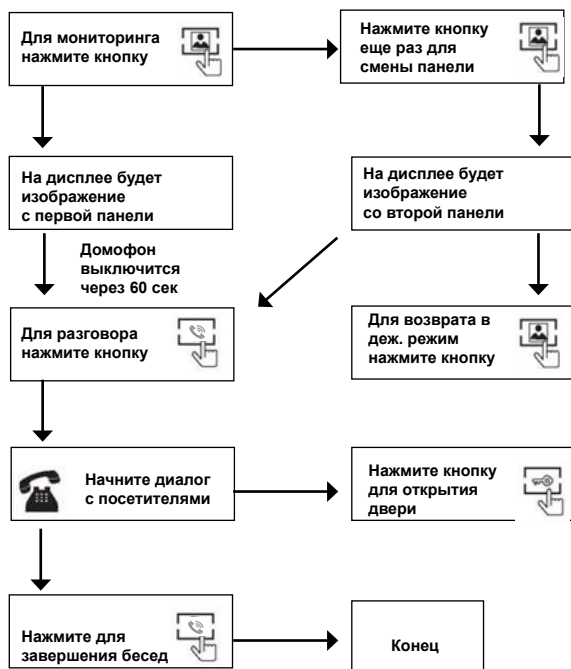 Для мониторинга
нажмите кнопку
Нажмите кнопку
еще раз для
смены панели
На дисплее будет
изображение
с первой панели
На дисплее будет
изображение
со второй панели
Домофон
выключится
через 60 сек
Для разговора
нажмите кнопку
Для возврата в
деж. режим
нажмите кнопку
Начните диалог
с посетителями
Нажмите кнопку
для открытия
двери
Нажмите для
завершения бесед
Конец